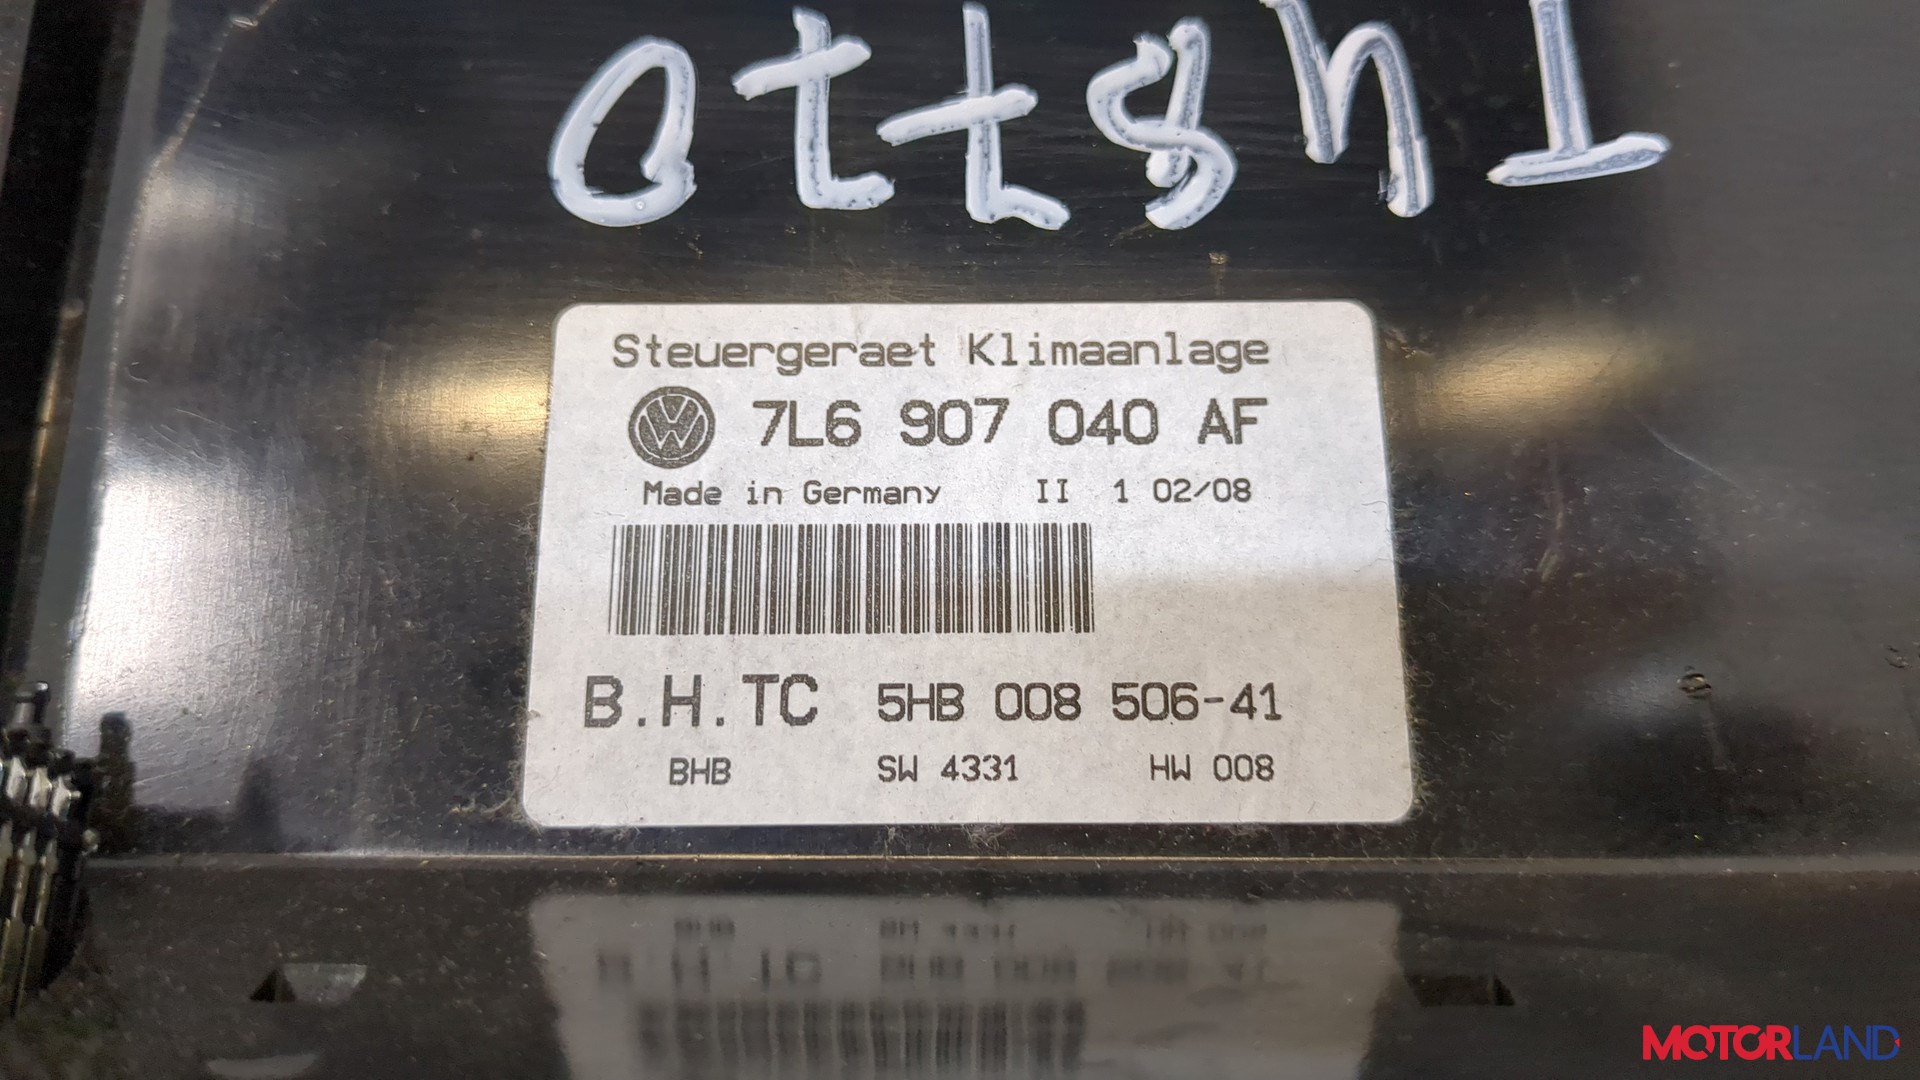 Steuergeraet Klimaanlage
7L6 907 040 AF
Made in Germany II 1 02/08
B.H.TC 5HB 008 506-41
BHB SW 4331 HW 008
MOTORLAND